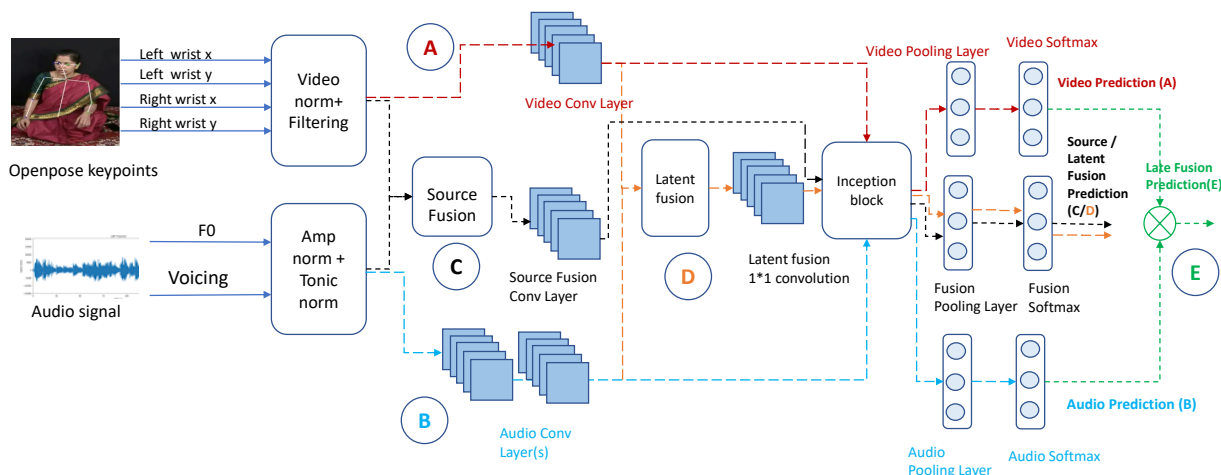 Left wrist x
Left wrist y
Right wrist x
Right wrist y
Openpose keypoints
Video
norm+
Filtering
A
Video Conv Layer
F0
Voicing
Audio signal
Amp
norm +
Tonic
norm
Source
Fusion
C
Source Fusion
Conv Layer
B
Audio Conv
Layer(s)
Latent
fusion
D
Latent fusion
1*1 convolution
Inception
block
Video Pooling Layer
Video Softmax
Video Prediction (A)
Source /
Latent
Fusion
Prediction
(C/D)
Fusion
Pooling Layer
Fusion
Softmax
Late Fusion
Prediction(E)
E
Audio Prediction (B)
Audio
Pooling Layer
Audio Softmax